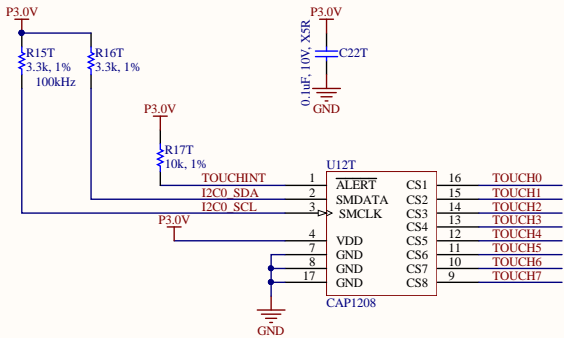 P3.0V
P3.0V
R15T
3.3k, 1%
100kHz
R16T
3.3k, 1%
0.1uF, 10V, X5R
C22T
GND
P3.0V
R17T
10k, 1%
U12T
TOUCHINT 1 ALERT CS1 16 TOUCH0
I2C0_SDA 2 SMDATA CS2 15 TOUCH1
I2C0_SCL 3 SMCLK CS3 14 TOUCH2
CS4 13 TOUCH3
P3.0V 4 VDD CS5 12 TOUCH4
7 GND CS6 11 TOUCH5
8 GND CS7 10 TOUCH6
17 GND CS8 9 TOUCH7
CAP1208
GND